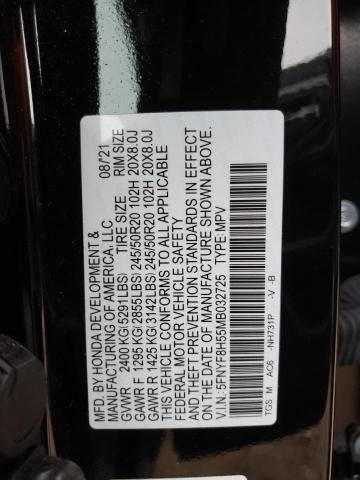 MFD. BY HONDA DEVELOPMENT & 08/'21
MANUFACTURING OF AMERICA, LLC
GVWR 2400 KG(5291LBS) TIRE SIZE RIM SIZE
GAWR F 1295 KG(2855LBS) 245/50R20 102H 20X8.0J
GAWR R 1425 KG(3142LBS) 245/50R20 102H 20X8.0J
THIS VEHICLE CONFORMS TO ALL APPLICABLE
FEDERAL MOTOR VEHICLE SAFETY
AND THEFT PREVENTION STANDARDS IN EFFECT
ON THE DATE OF MANUFACTURE SHOWN ABOVE.
V.I.N: 5FNYF8H55MB032725 TYPE: MPV
TGS M AC6 -NH731P -V -B